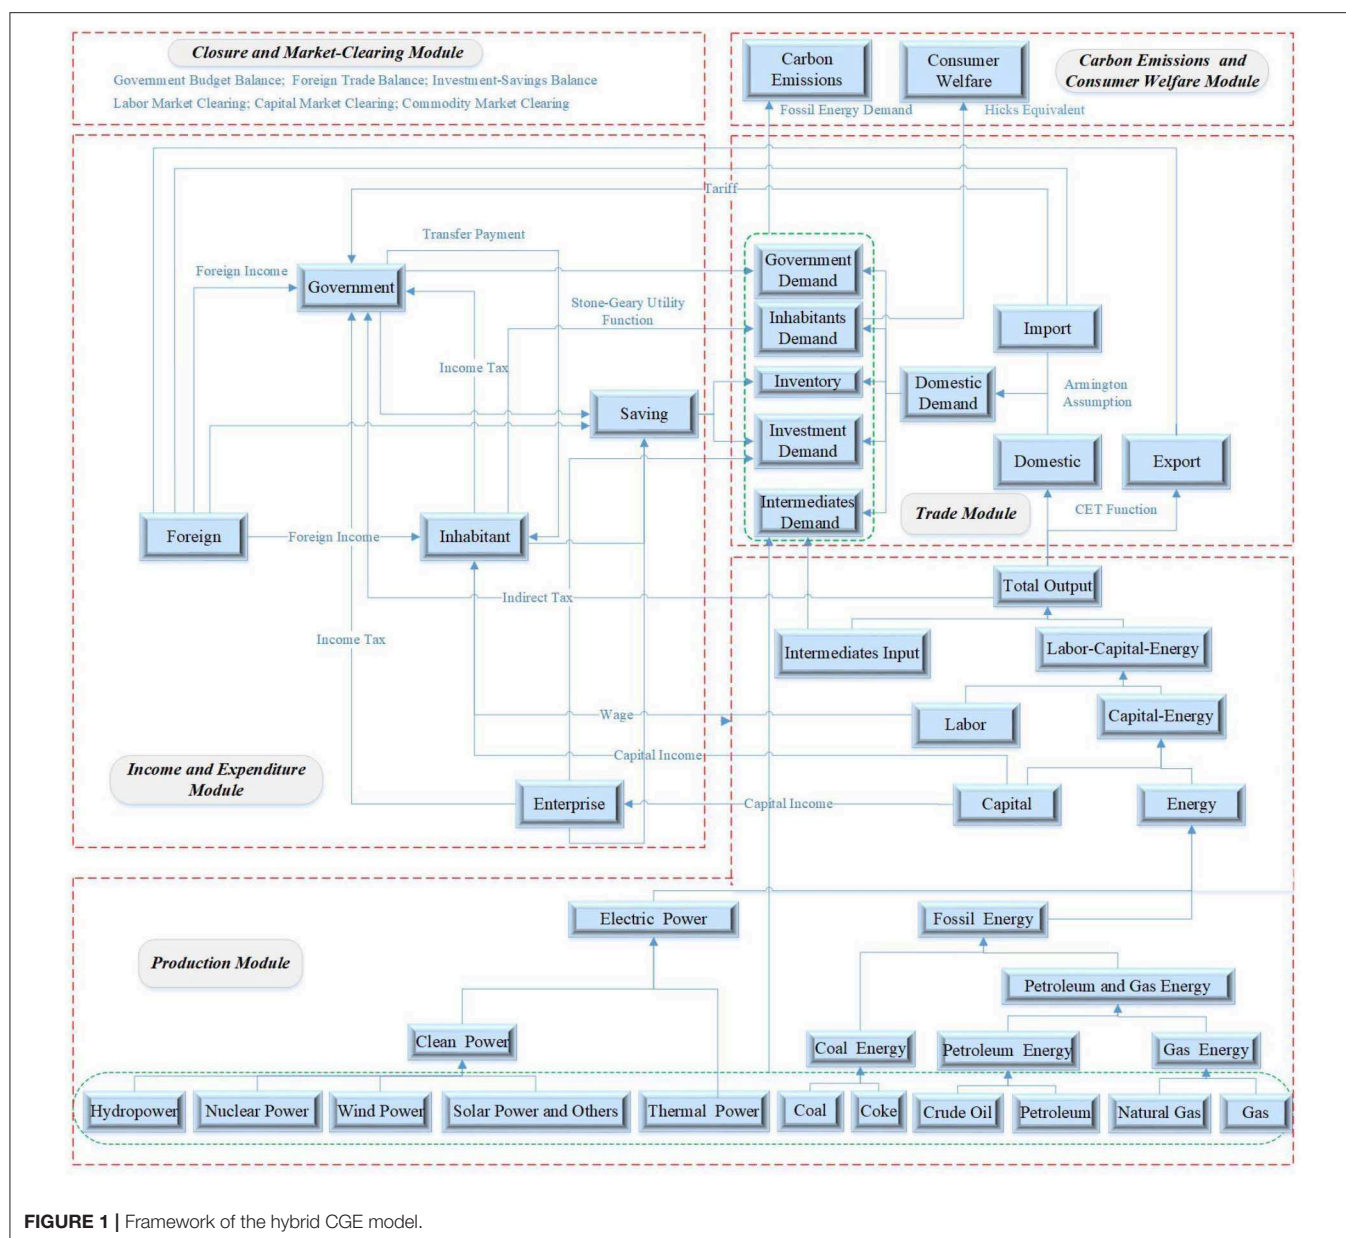 Closure and Market-Clearing Module
Government Budget Balance; Foreign Trade Balance; Investment-Savings Balance
Labor Market Clearing; Capital Market Clearing; Commodity Market Clearing
Carbon
Emissions
Consumer
Welfare
Carbon Emissions and
Consumer Welfare Module
Fossil Energy Demand
Hicks Equivalent
Tariff
Transfer Payment
Foreign Income
Government
Government
Demand
Stone-Geary Utility
Function
Inhabitants
Demand
Import
Income Tax
Inventory
Domestic
Demand
Armington
Assumption
Saving
Investment
Demand
Domestic
Export
Intermediates
Demand
Trade Module
CET Function
Foreign
Foreign Income
Inhabitant
Total Output
Indirect Tax
Income Tax
Intermediates Input
Labor-Capital-Energy
Wage
Labor
Capital-Energy
Capital Income
Income and Expenditure
Module
Enterprise
Capital Income
Capital
Energy
Electric Power
Fossil Energy
Production Module
Petroleum and Gas Energy
Clean Power
Coal Energy
Petroleum Energy
Gas Energy
Hydropower
Nuclear Power
Wind Power
Solar Power and Others
Thermal Power
Coal
Coke
Crude Oil
Petroleum
Natural Gas
Gas
FIGURE 1 | Framework of the hybrid CGE model.